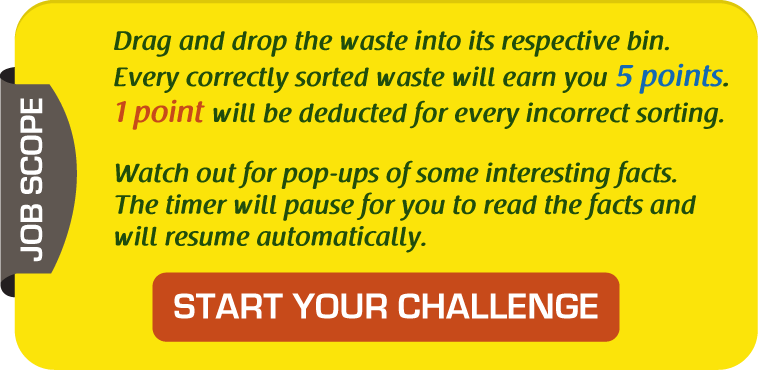 JOB SCOPE
Drag and drop the waste into its respective bin.
Every correctly sorted waste will earn you 5 points.
1 point will be deducted for every incorrect sorting.
Watch out for pop-ups of some interesting facts.
The timer will pause for you to read the facts and
will resume automatically.
START YOUR CHALLENGE